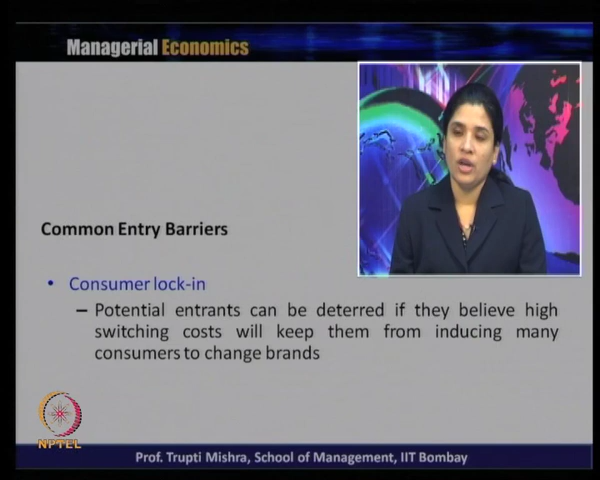 Managerial Economics
Common Entry Barriers
• Consumer lock-in
– Potential entrants can be deterred if they believe high
switching costs will keep them from inducing many
consumers to change brands
NPTEL
Prof. Trupti Mishra, School of Management, IIT Bombay